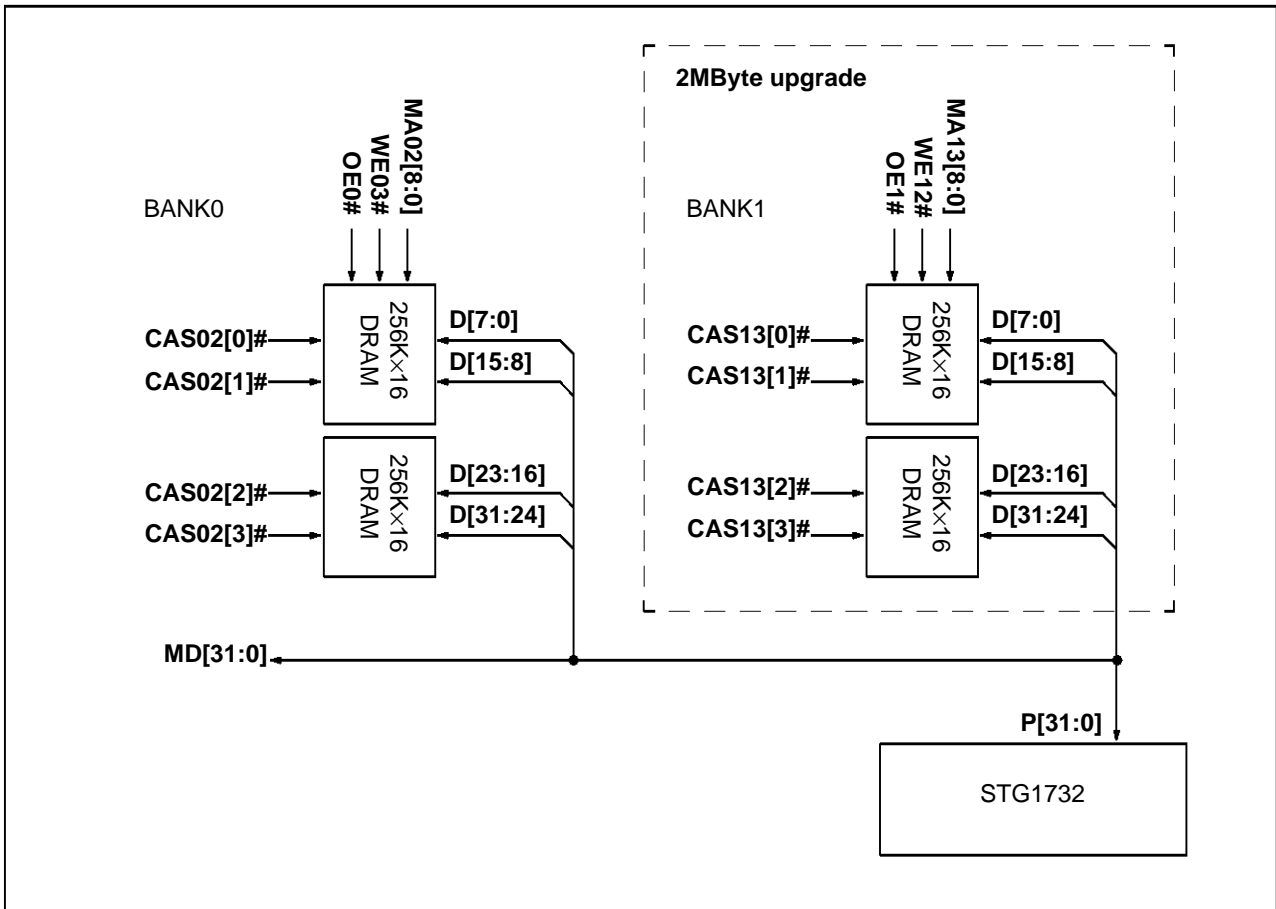 2MByte upgrade
BANK0
OE0#
WE03#
MA02[8:0]
BANK1
OE1#
WE12#
MA13[8:0]
CAS02[0]#
CAS02[1]#
256K×16
DRAM
D[7:0]
D[15:8]
CAS13[0]#
CAS13[1]#
256K×16
DRAM
D[7:0]
D[15:8]
CAS02[2]#
CAS02[3]#
256K×16
DRAM
D[23:16]
D[31:24]
CAS13[2]#
CAS13[3]#
256K×16
DRAM
D[23:16]
D[31:24]
MD[31:0]
P[31:0]
STG1732